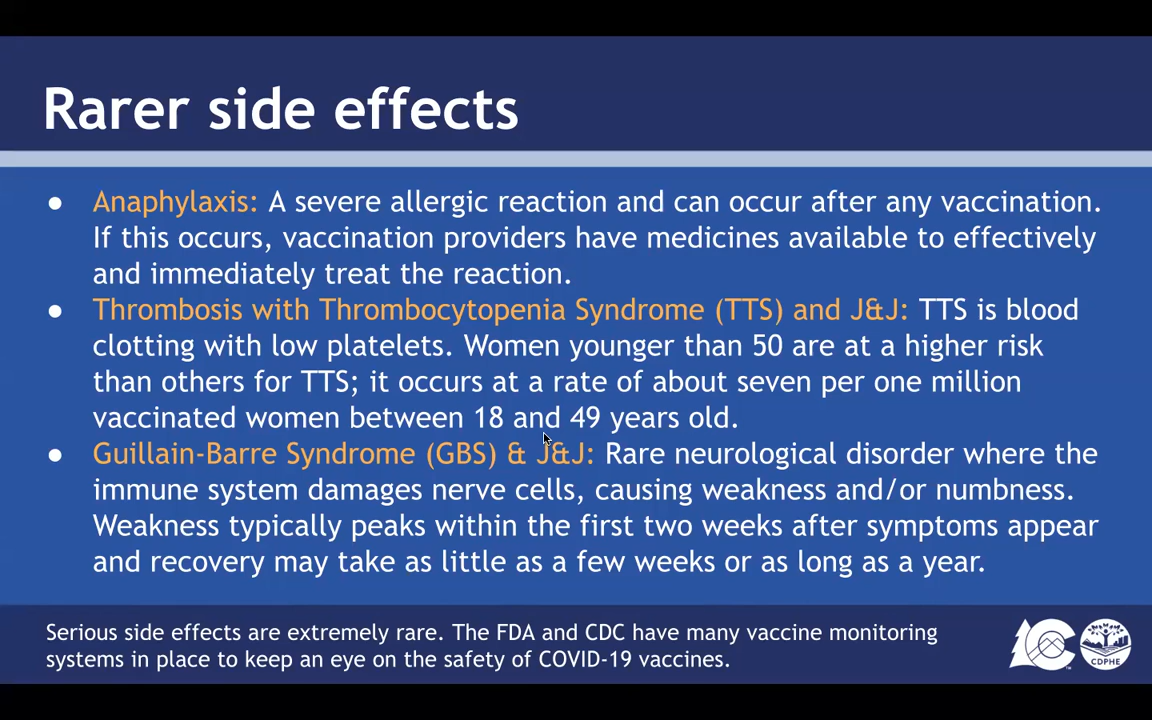 Rarer side effects
● Anaphylaxis: A severe allergic reaction and can occur after any vaccination.
If this occurs, vaccination providers have medicines available to effectively
and immediately treat the reaction.
● Thrombosis with Thrombocytopenia Syndrome (TTS) and J&J: TTS is blood
clotting with low platelets. Women younger than 50 are at a higher risk
than others for TTS; it occurs at a rate of about seven per one million
vaccinated women between 18 and 49 years old.
● Guillain-Barre Syndrome (GBS) & J&J: Rare neurological disorder where the
immune system damages nerve cells, causing weakness and/or numbness.
Weakness typically peaks within the first two weeks after symptoms appear
and recovery may take as little as a few weeks or as long as a year.
Serious side effects are extremely rare. The FDA and CDC have many vaccine monitoring
systems in place to keep an eye on the safety of COVID-19 vaccines.
C
CDPHE